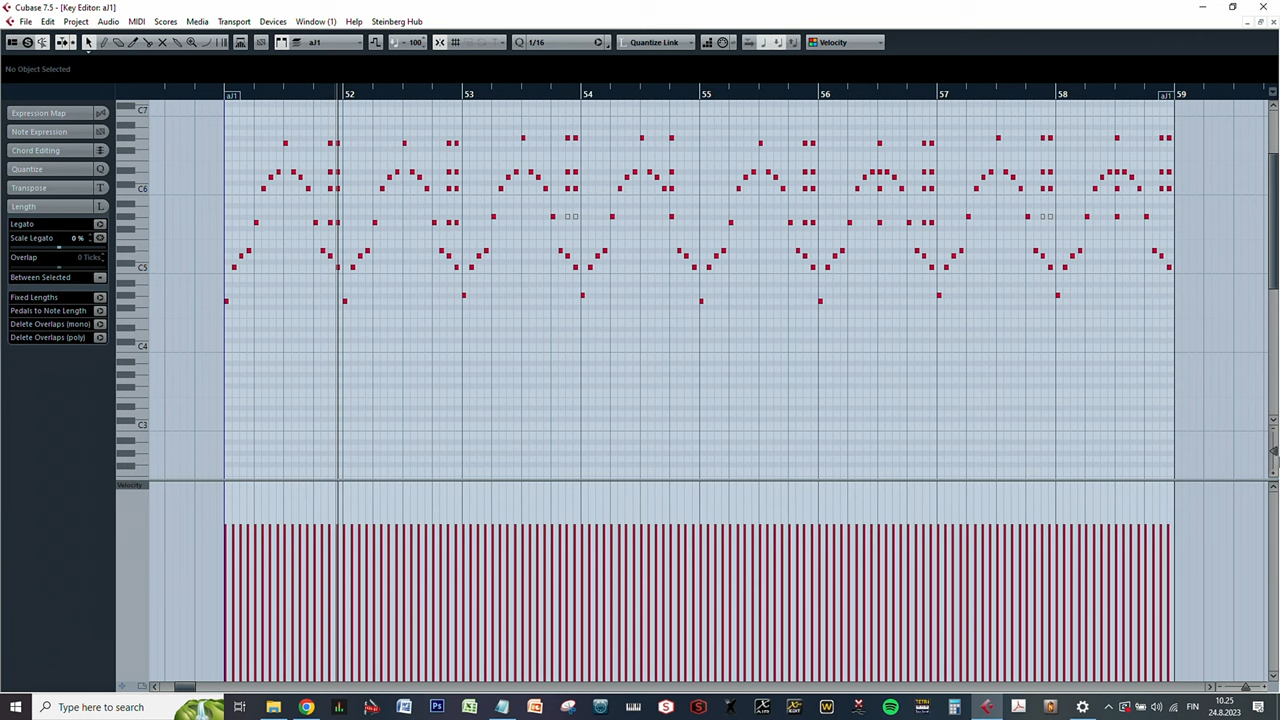 Cubase 7.5 - [Key Editor: aJ1]
File Edit Project Audio MIDI Scores Media Transport Devices Window (1) Help Steinberg Hub
aJ1 100 Q 1/16 Quantize Link Velocity
No Object Selected
aJ1 52 53 54 55 56 57 58 aJ1 59
Expression Map
Note Expression
Chord Editing
Quantize Q
Transpose T
Length L
Legato
Scale Legato 0 %
Overlap 0 Ticks
Between Selected
Fixed Lengths
Pedals to Note Length
Delete Overlaps (mono)
Delete Overlaps (poly)
C7
C6
C5
C4
C3
Velocity
Type here to search
FIN
10.25
24.8.2023